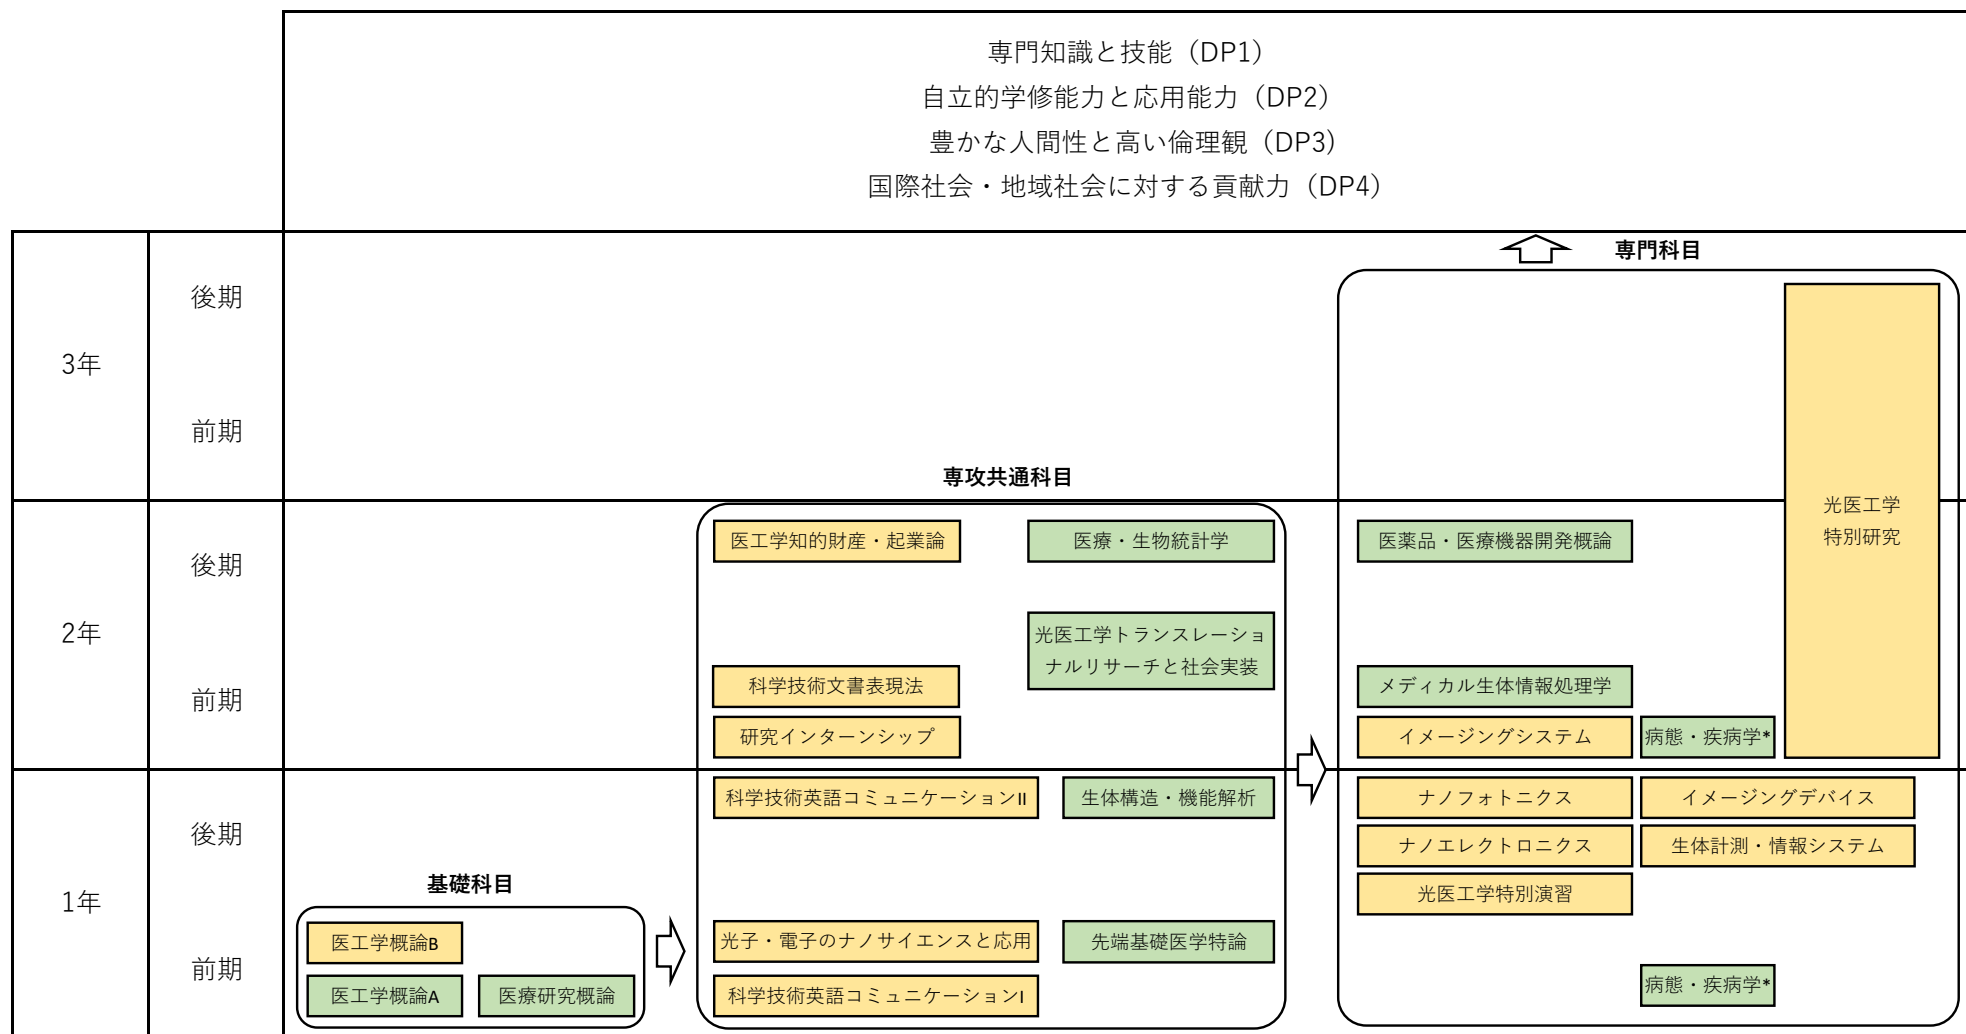 専門知識と技能（DP1）
自立的学修能力と応用能力（DP2）
豊かな人間性と高い倫理観（DP3）
国際社会・地域社会に対する貢献力（DP4）
3年
後期
前期
2年
後期
前期
1年
後期
前期
基礎科目
医工学概論B
医工学概論A
医療研究概論
専攻共通科目
医工学知的財産・起業論
医療・生物統計学
光医工学トランスレーショ
ナルリサーチと社会実装
科学技術文書表現法
研究インターンシップ
科学技術英語コミュニケーションII
生体構造・機能解析
光子・電子のナノサイエンスと応用
先端基礎医学特論
科学技術英語コミュニケーションI
専門科目
光医工学
特別研究
医薬品・医療機器開発概論
メディカル生体情報処理学
イメージングシステム
病態・疾病学*
ナノフォトニクス
イメージングデバイス
ナノエレクトロニクス
生体計測・情報システム
光医工学特別演習
病態・疾病学*